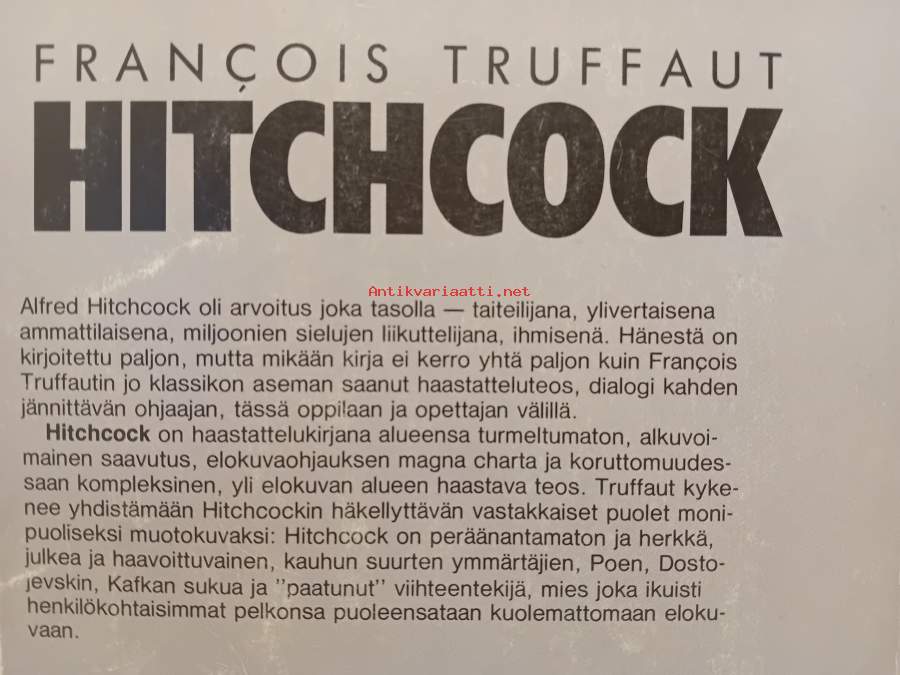 FRANÇOIS TRUFFAUT
HITCHCOCK
Antikvariaatti.net
Alfred Hitchcock oli arvoitus joka tasolla — taiteilijana, ylivertaisena
ammattilaisena, miljoonien sielujen liikuttelijana, ihmisenä. Hänestä on
kirjoitettu paljon, mutta mikään kirja ei kerro yhtä paljon kuin François
Truffautin jo klassikon aseman saanut haastatteluteos, dialogi kahden
jännittävän ohjaajan, tässä oppilaan ja opettajan välillä.
Hitchcock on haastattelukirjana alueensa turmeltumaton, alkuvoi-
mainen saavutus, elokuvaohjauksen magna charta ja koruttomuudes-
saan kompleksinen, yli elokuvan alueen haastava teos. Truffaut kyke-
nee yhdistämään Hitchcockin häkellyttävän vastakkaiset puolet moni-
puoliseksi muotokuvaksi: Hitchcock on peräänantamaton ja herkkä,
julkea ja haavoittuvainen, kauhun suurten ymmärtäjien, Poen, Dosto-
jevskin, Kafkan sukua ja "paatunut" viihteentekijä, mies joka ikuisti
henkilökohtaisimmat pelkonsa puoleensataan kuolemattomaan eloku-
vaan.